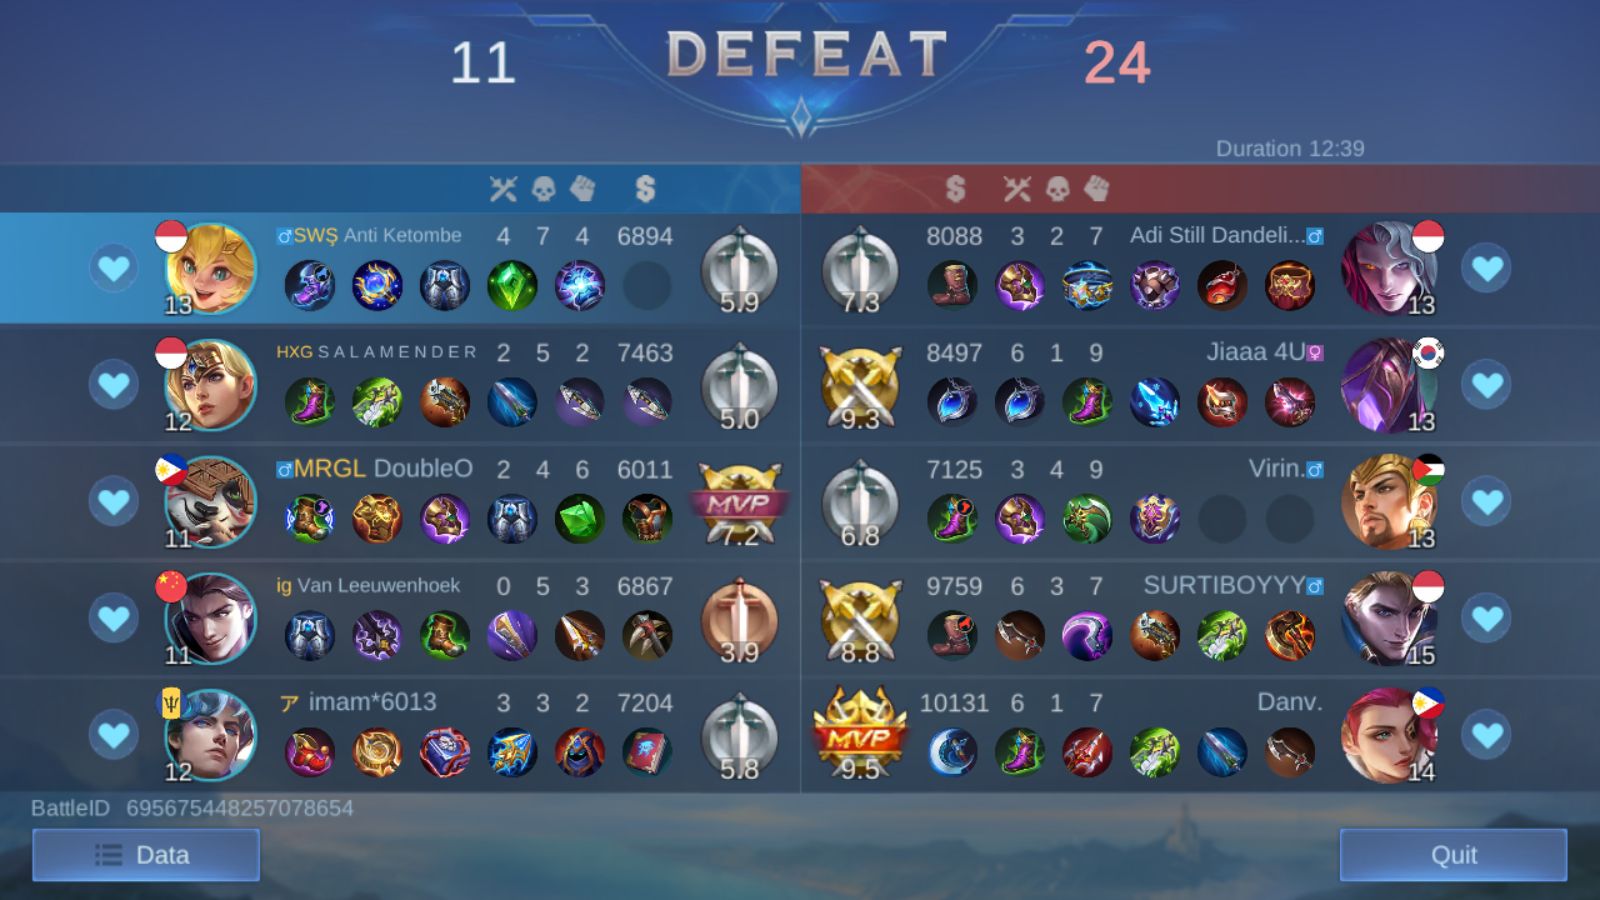 11 DEFEAT 24
Duration 12:39
SWŞ Anti Ketombe 4 7 4 6894
13 5.9
8088 3 2 7 Adi Still Dandeli...
7.3 13
HXG S A L A M E N D E R 2 5 2 7463
12 5.0
8497 6 1 9 Jiaaa 4U
9.3 13
MRGL DoubleO 2 4 6 6011
MVP
11 7.2
7125 3 4 9 Virin.
6.8 13
ig Van Leeuwenhoek 0 5 3 6867
11 3.9
9759 6 3 7 SURTIBOYYY
8.8 15
ア imam*6013 3 3 2 7204
12 5.8
10131 6 1 7 Danv.
MVP
9.5 14
BattleID 695675448257078654
Data
Quit